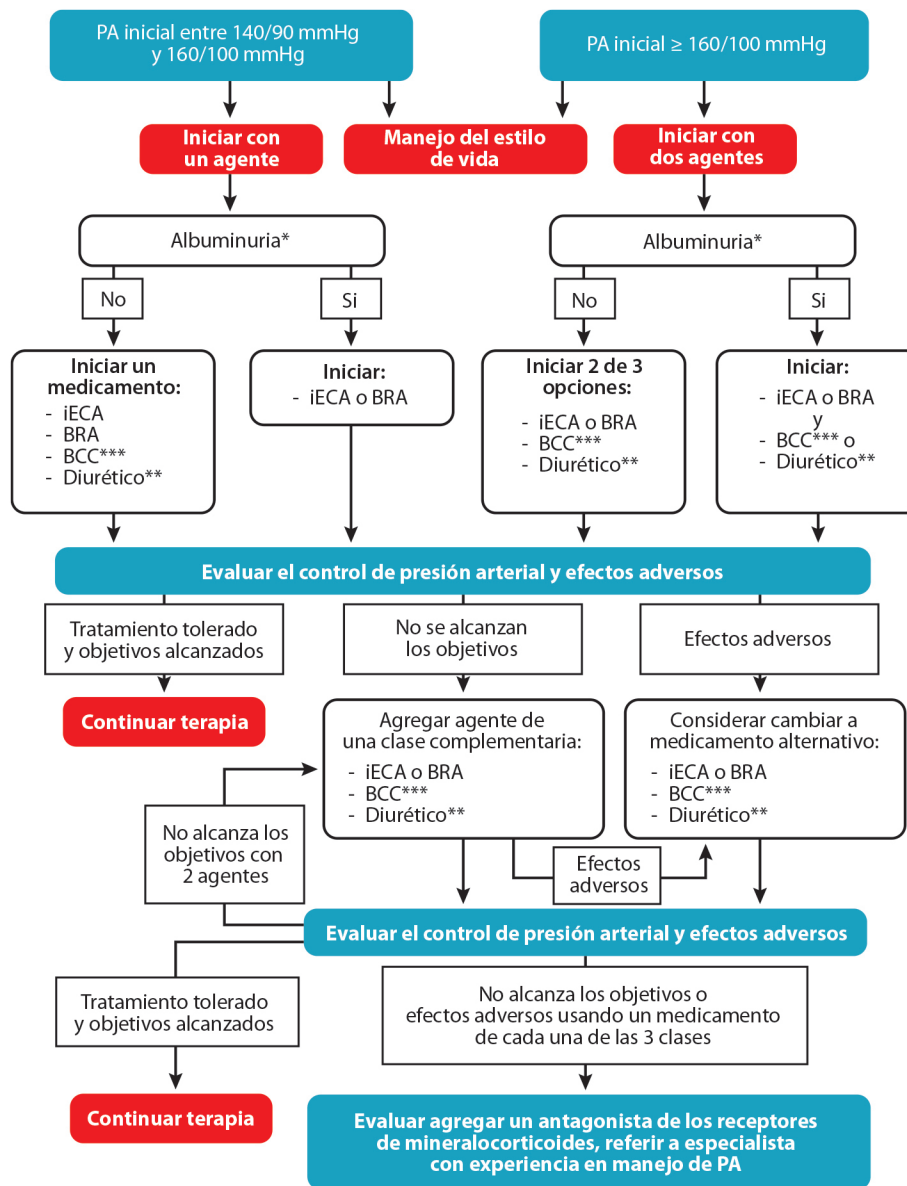 PA inicial entre 140/90 mmHg
y 160/100 mmHg
PA inicial ≥ 160/100 mmHg
Iniciar con
un agente
Manejo del estilo
de vida
Iniciar con
dos agentes
Albuminuria*
Albuminuria*
No
Si
No
Si
Iniciar un
medicamento:
- iECA
- BRA
- BCC***
- Diurético**
Iniciar:
- iECA o BRA
Iniciar 2 de 3
opciones:
- iECA o BRA
- BCC***
- Diurético**
Iniciar:
- iECA o BRA
y
- BCC*** o
- Diurético**
Evaluar el control de presión arterial y efectos adversos
Tratamiento tolerado
y objetivos alcanzados
No se alcanzan
los objetivos
Efectos adversos
Continuar terapia
Agregar agente de
una clase complementaria:
- iECA o BRA
- BCC***
- Diurético**
Considerar cambiar a
medicamento alternativo:
- iECA o BRA
- BCC***
- Diurético**
No alcanza los
objetivos con
2 agentes
Efectos
adversos
Evaluar el control de presión arterial y efectos adversos
Tratamiento tolerado
y objetivos alcanzados
No alcanza los objetivos o
efectos adversos usando un medicamento
de cada una de las 3 clases
Continuar terapia
Evaluar agregar un antagonista de los receptores
de mineralocorticoides, referir a especialista
con experiencia en manejo de PA